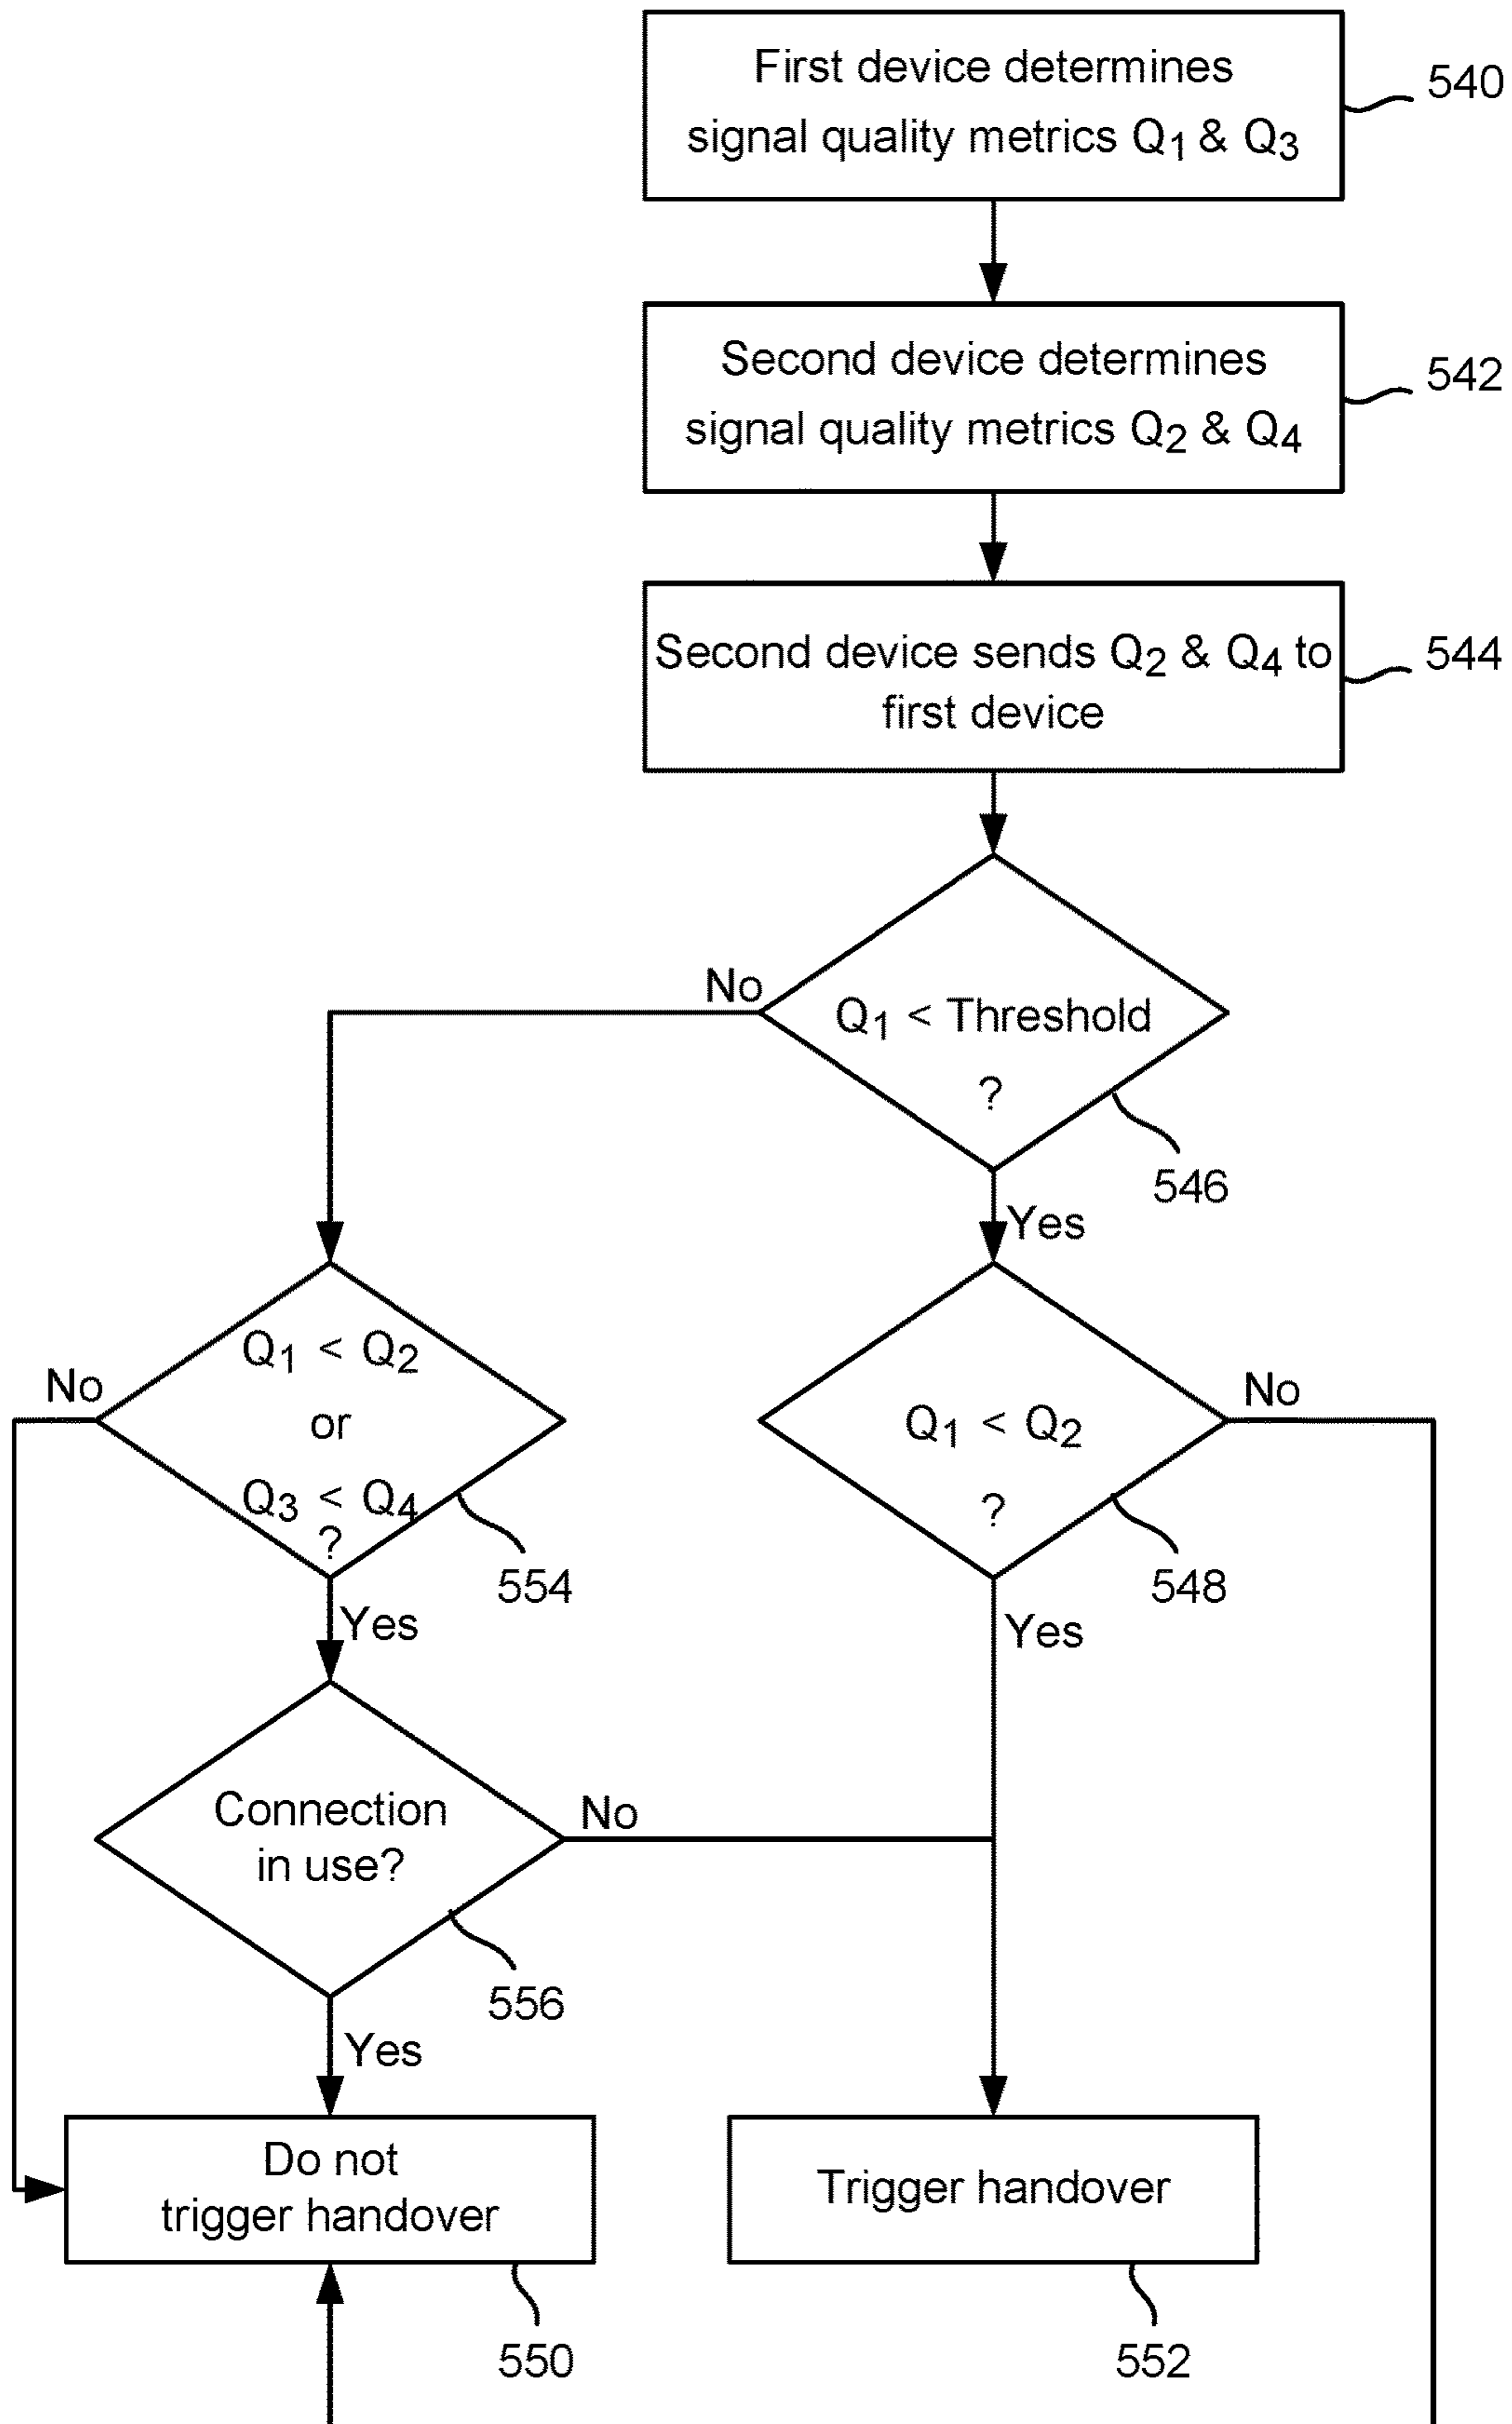 First device determines
signal quality metrics Q1 & Q3
540
Second device determines
signal quality metrics Q2 & Q4
542
Second device sends Q2 & Q4 to
first device
544
No
Q1 < Threshold
?
546
Yes
Q1 < Q2
or
Q3 < Q4
?
No
554
Yes
Q1 < Q2
?
No
548
Yes
Connection
in use?
No
556
Yes
Do not
trigger handover
550
Trigger handover
552